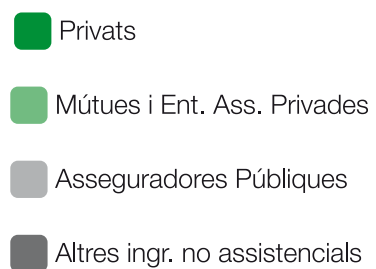 Privats
Mútues i Ent. Ass. Privades
Asseguradores Públiques
Altres ingr. no assistencials